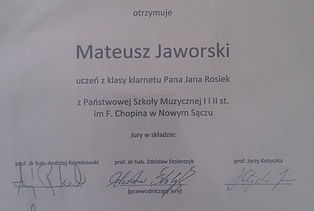 otrzymuje
Mateusz Jaworski
uczeń z klasy klarnetu Pana Jana Rosiek
z Państwowej Szkoły Muzycznej I i II st.
im F. Chopina w Nowym Sączu
Jury w składzie:
prof. dr hab. Andrzej Rzymkowski prof. dr hab. Zdzisław Stolarczyk prof. Jerzy Kotyczka
(przewodniczący jury)